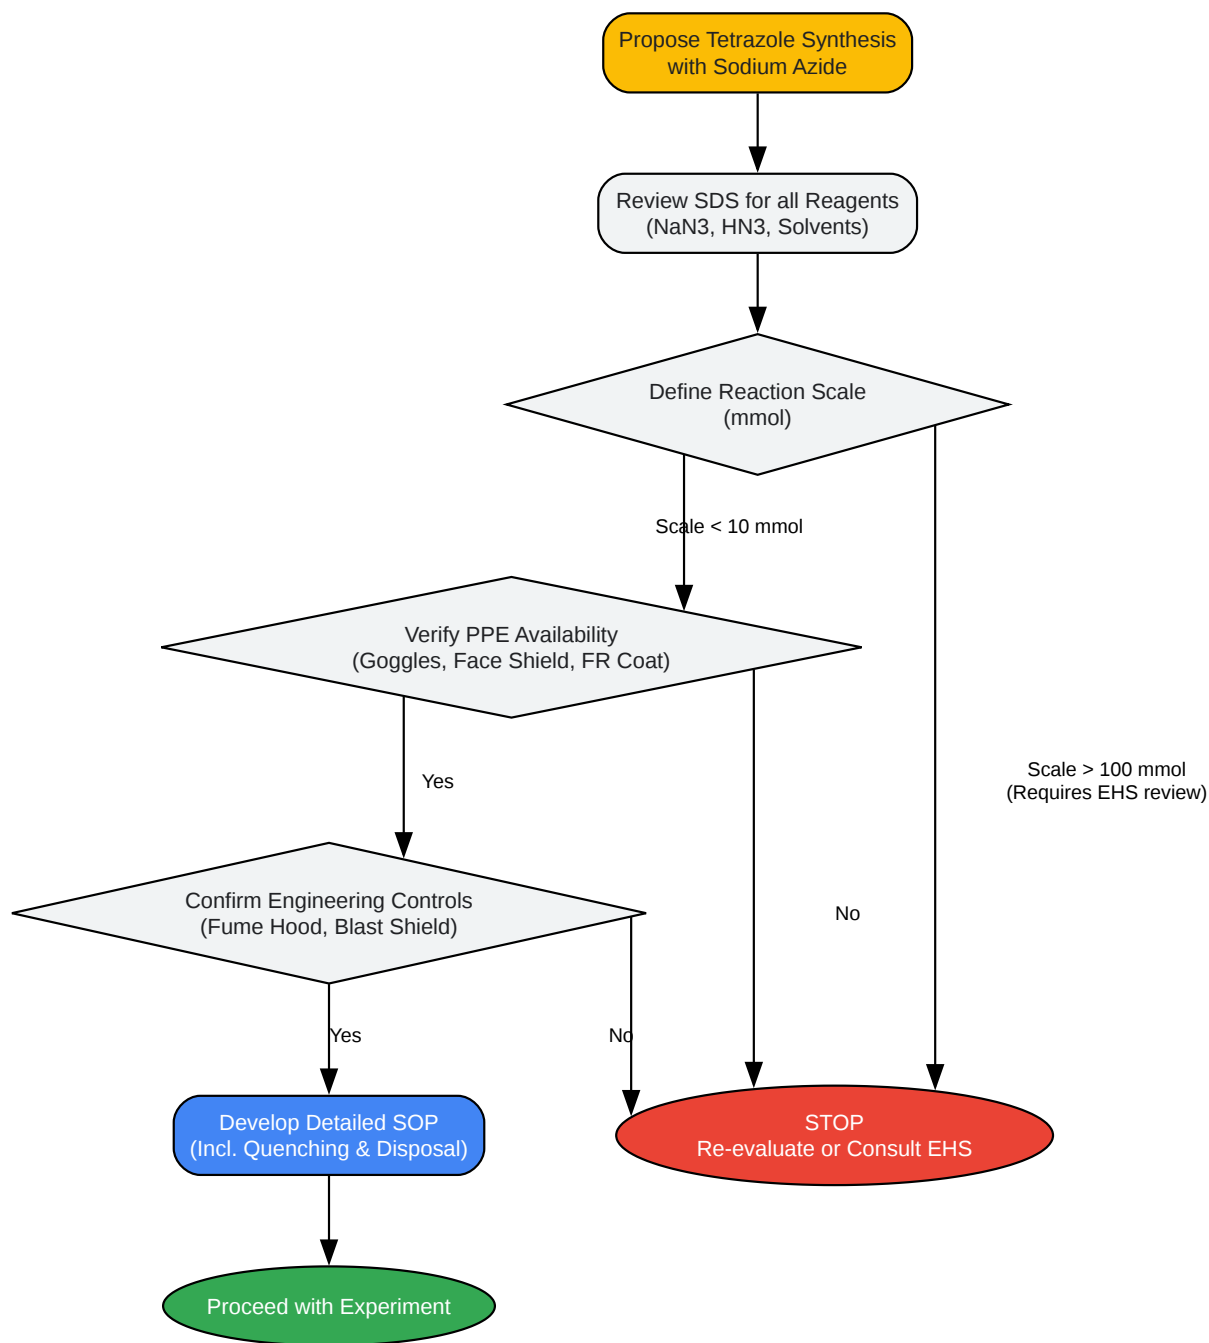 Propose Tetrazole Synthesis
with Sodium Azide
Review SDS for all Reagents
(NaN3, HN3, Solvents)
Define Reaction Scale
(mmol)
Scale < 10 mmol
Verify PPE Availability
(Goggles, Face Shield, FR Coat)
Scale > 100 mmol
(Requires EHS review)
Yes
No
Confirm Engineering Controls
(Fume Hood, Blast Shield)
Yes
No
Develop Detailed SOP
(Incl. Quenching & Disposal)
STOP
Re-evaluate or Consult EHS
Proceed with Experiment